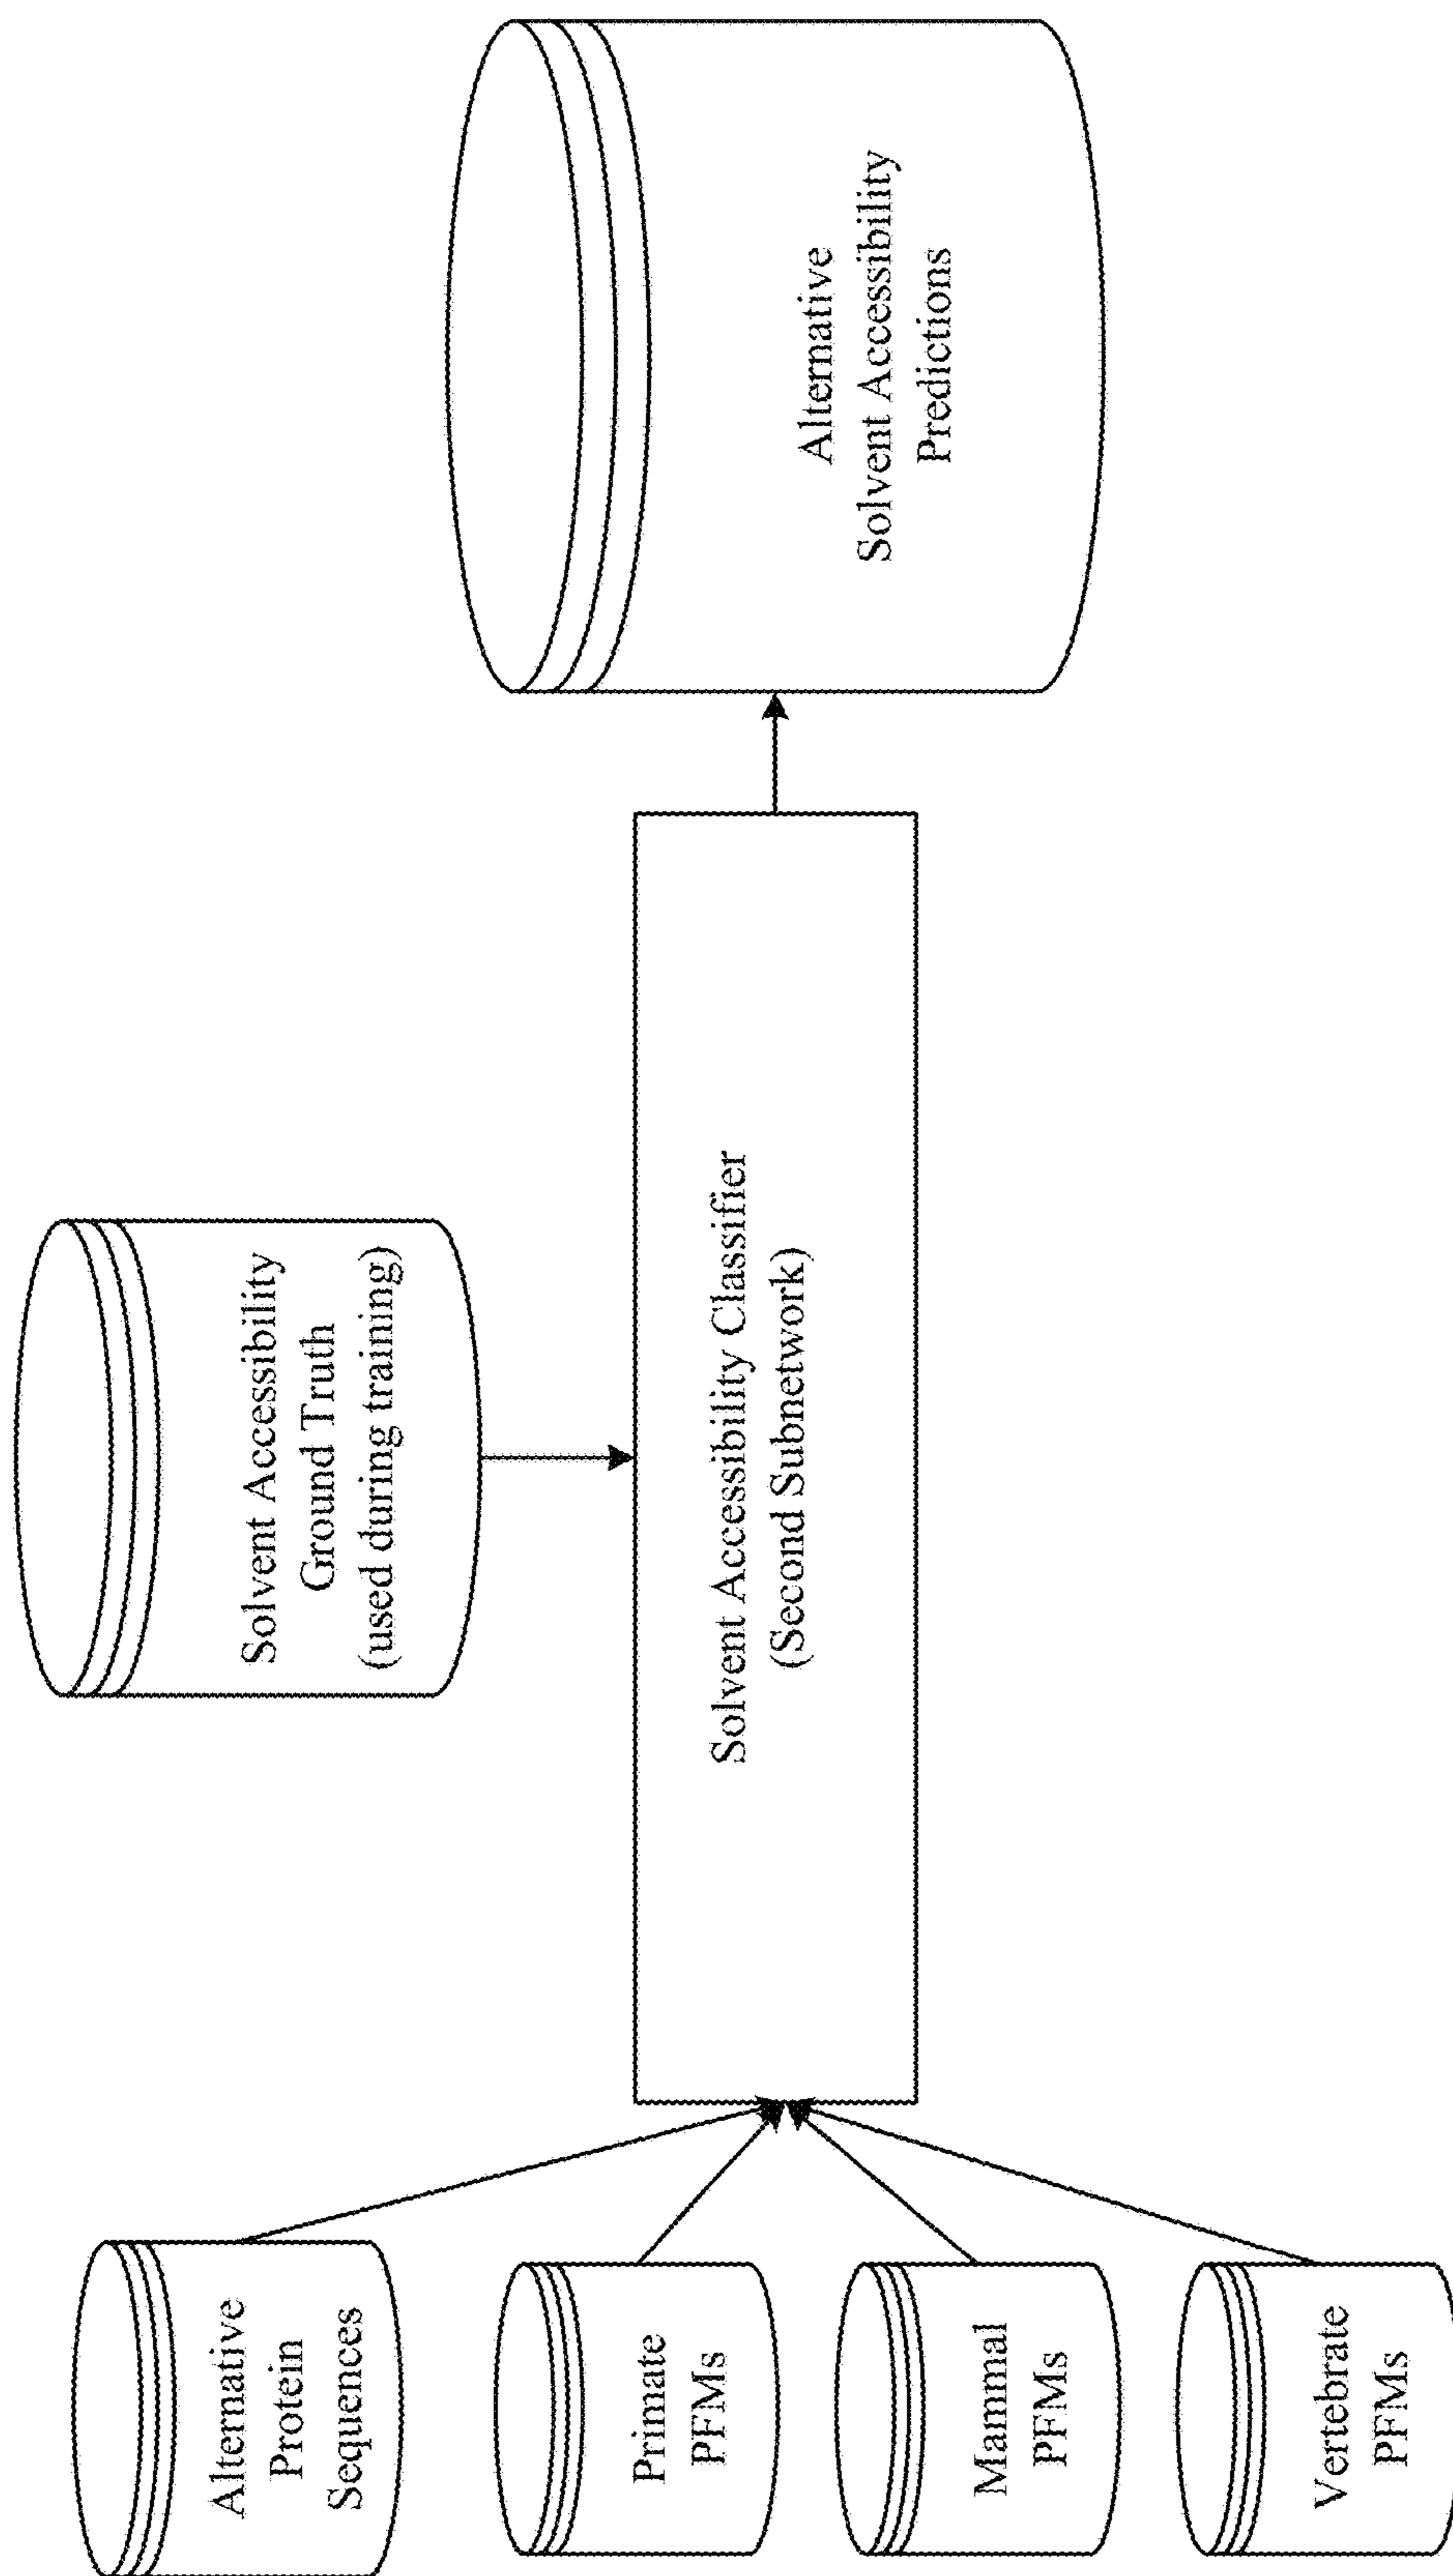 Alternative
Protein
Sequences
Primate
PFMs
Mammal
PFMs
Vertebrate
PFMs
Solvent Accessibility
Ground Truth
(used during training)
Solvent Accessibility Classifier
(Second Subnetwork)
Alternative
Solvent Accessibility
Predictions